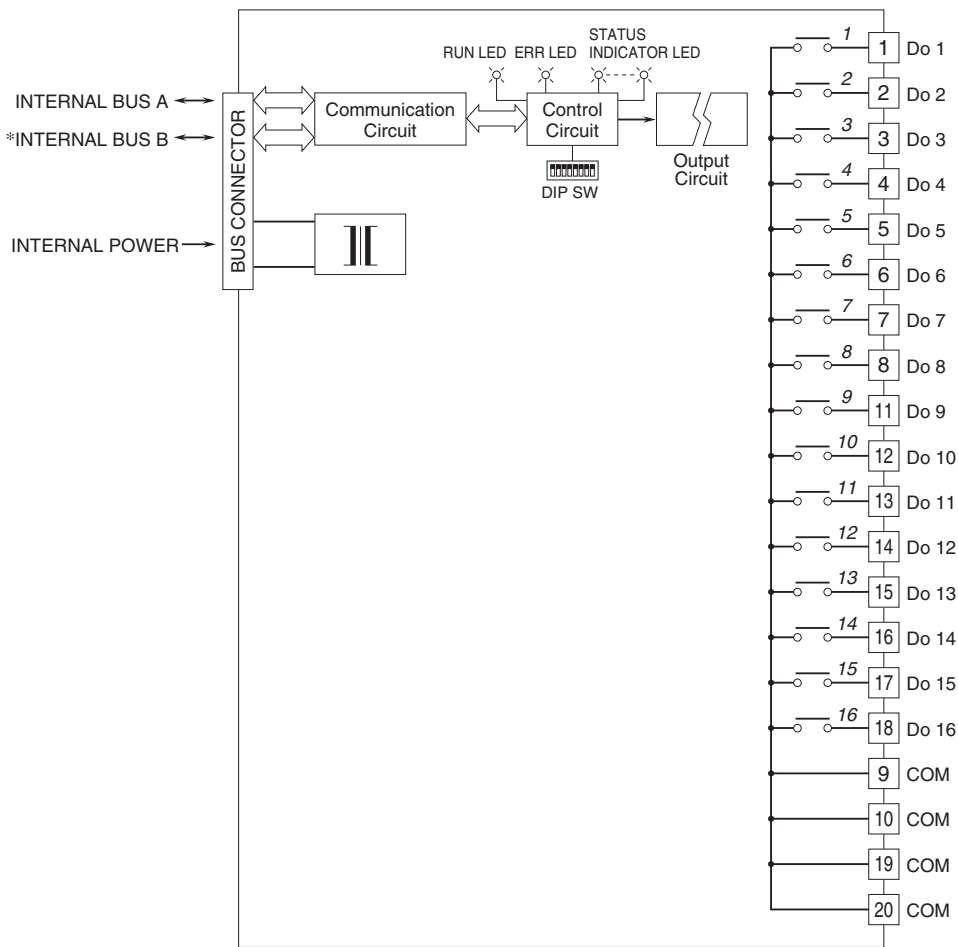 RUN LED
ERR LED
STATUS
INDICATOR LED
INTERNAL BUS A
*INTERNAL BUS B
INTERNAL POWER
BUS CONNECTOR
Communication
Circuit
Control
Circuit
DIP SW
Output
Circuit
1 1 Do 1
2 2 Do 2
3 3 Do 3
4 4 Do 4
5 5 Do 5
6 6 Do 6
7 7 Do 7
8 8 Do 8
9 11 Do 9
10 12 Do 10
11 13 Do 11
12 14 Do 12
13 15 Do 13
14 16 Do 14
15 17 Do 15
16 18 Do 16
9 COM
10 COM
19 COM
20 COM